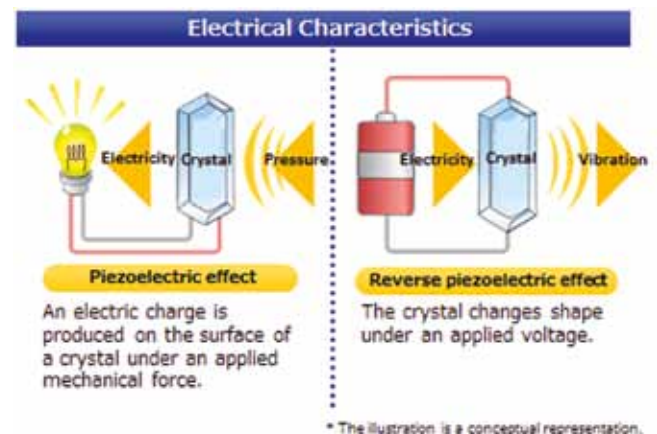 Electrical Characteristics
Electricity Crystal Pressure
Piezoelectric effect
An electric charge is
produced on the surface of
a crystal under an applied
mechanical force.
Electricity Crystal Vibration
Reverse piezoelectric effect
The crystal changes shape
under an applied voltage.
* The illustration is a conceptual representation.